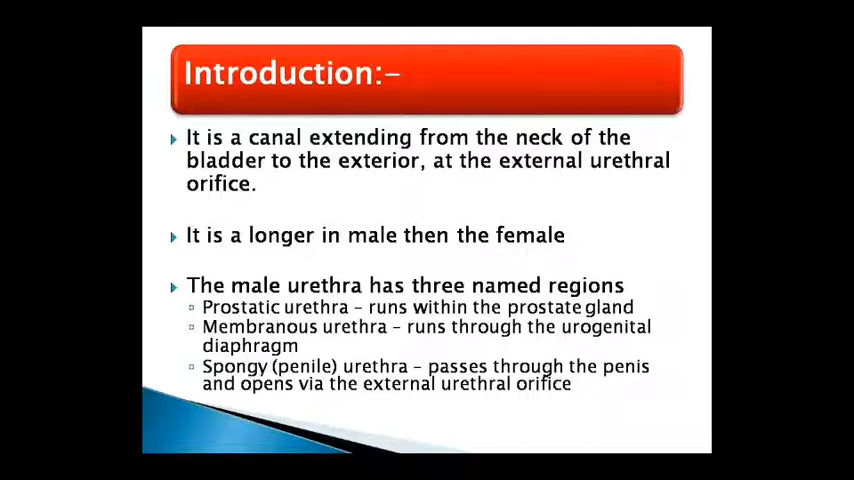 Introduction:-
It is a canal extending from the neck of the
bladder to the exterior, at the external urethral
orifice.
It is a longer in male then the female
The male urethra has three named regions
Prostatic urethra – runs within the prostate gland
Membranous urethra – runs through the urogenital
diaphragm
Spongy (penile) urethra – passes through the penis
and opens via the external urethral orifice